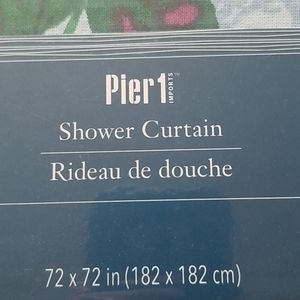 Pier1
IMPORTS
Shower Curtain
Rideau de douche
72 x 72 in (182 x 182 cm)